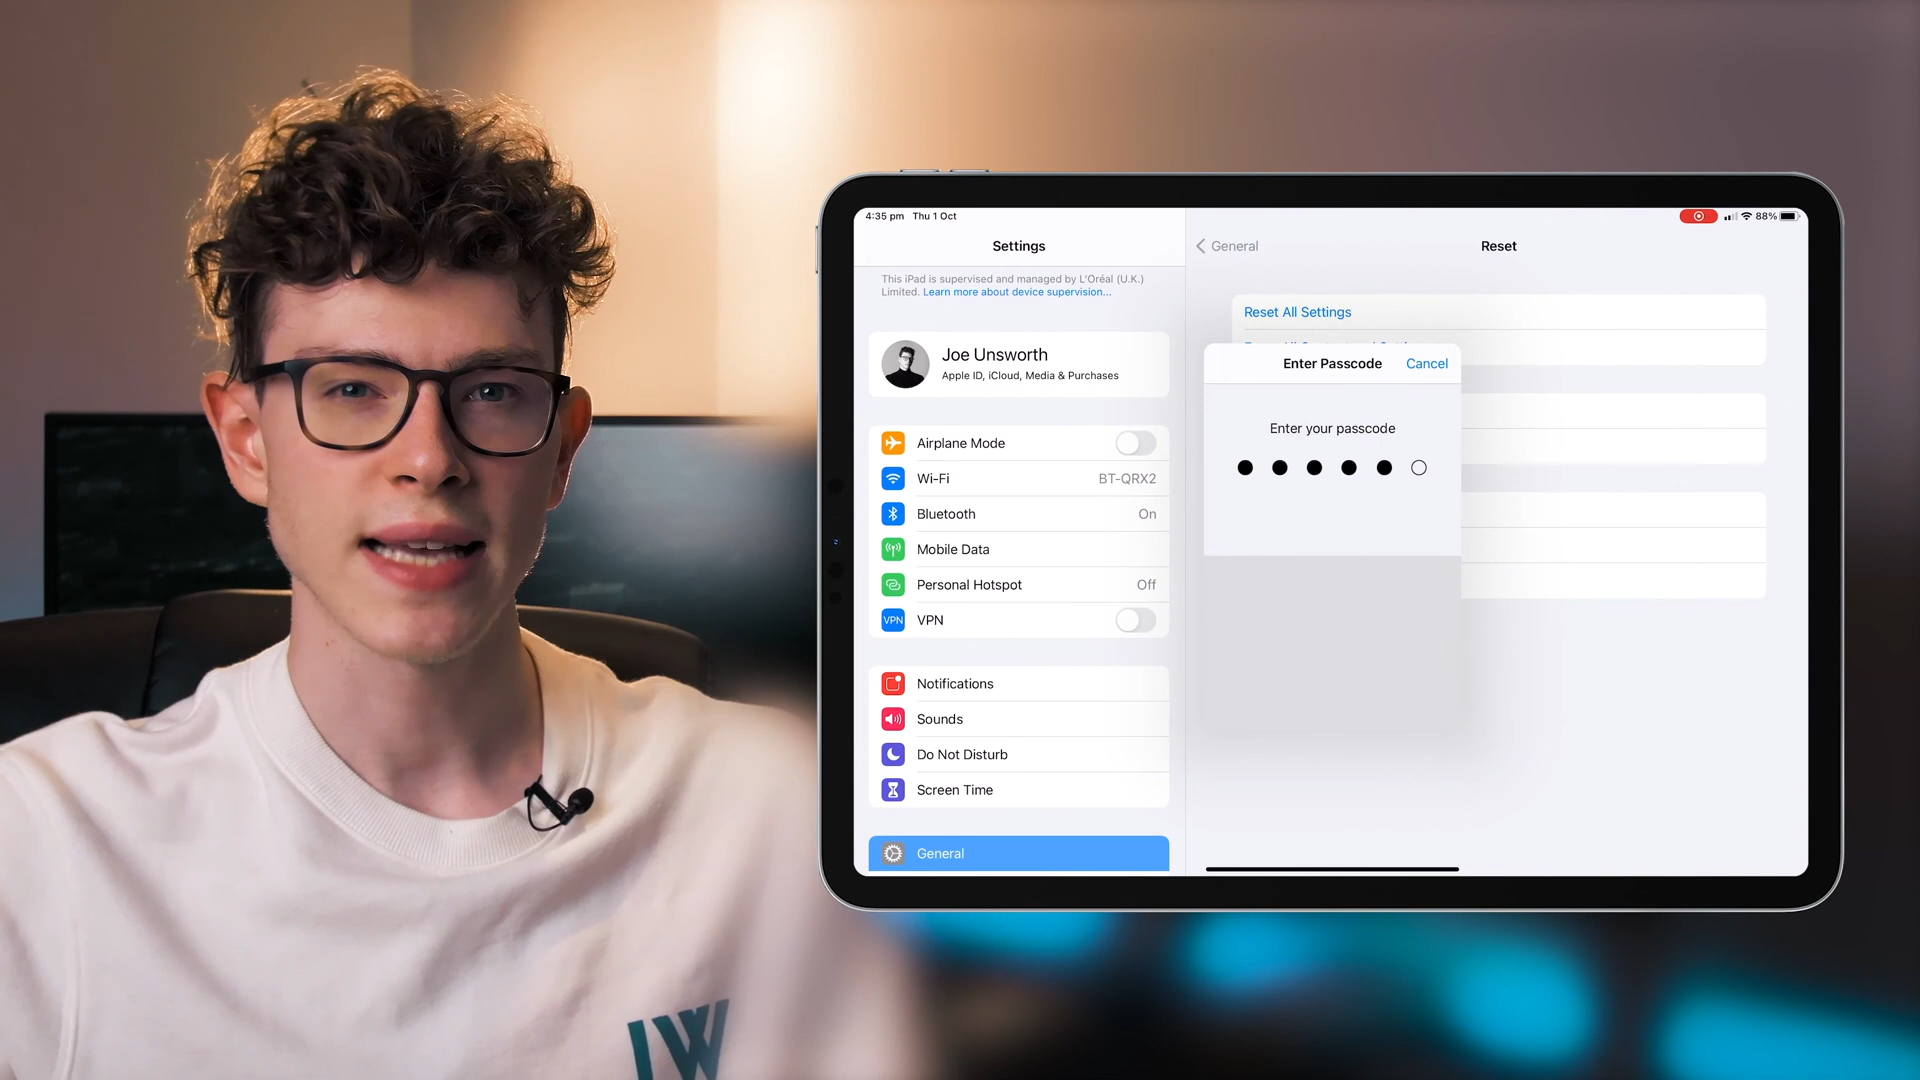 4:35 pm Thu 1 Oct
88%
Settings
This iPad is supervised and managed by L'Oréal (U.K.)
Limited. Learn more about device supervision...
Joe Unsworth
Apple ID, iCloud, Media & Purchases
Airplane Mode
Wi-Fi BT-QRX2
Bluetooth On
Mobile Data
Personal Hotspot Off
VPN VPN
Notifications
Sounds
Do Not Disturb
Screen Time
General
General
Reset
Reset All Settings
Enter Passcode Cancel
Enter your passcode